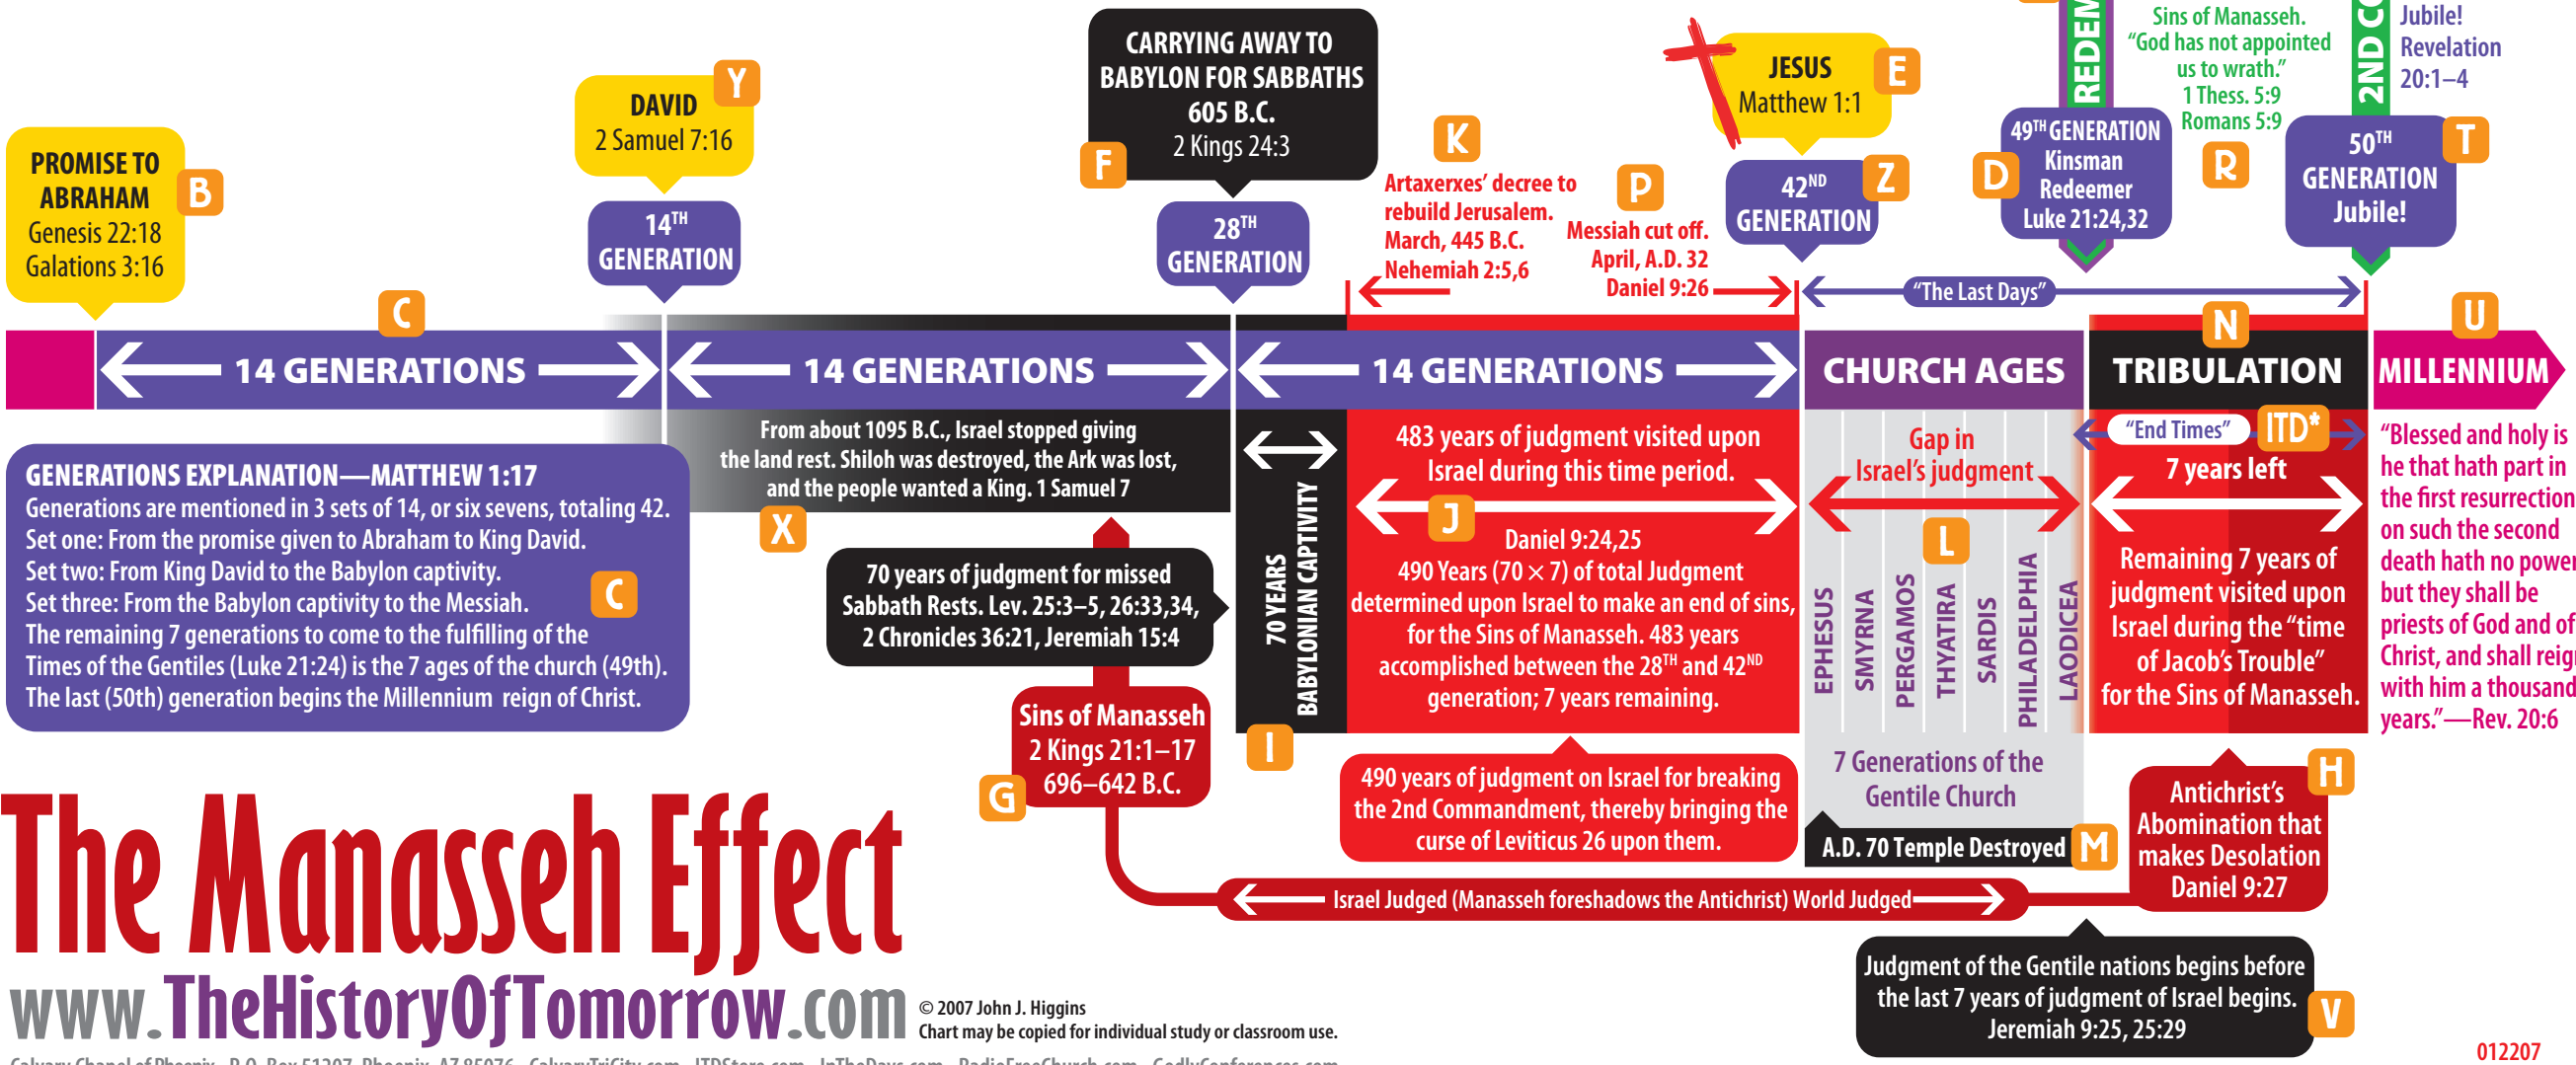 PROMISE TO
ABRAHAM
Genesis 22:18
Galations 3:16
B
DAVID
2 Samuel 7:16
Y
14TH
GENERATION
CARRYING AWAY TO
BABYLON FOR SABBATHS
605 B.C.
2 Kings 24:3
F
28TH
GENERATION
K
Artaxerxes’ decree to
rebuild Jerusalem.
March, 445 B.C.
Nehemiah 2:5,6
P
Messiah cut off.
April, A.D. 32
Daniel 9:26
JESUS
Matthew 1:1
E
42ND
GENERATION
Z
REDEM
49TH GENERATION
Kinsman
Redeemer
Luke 21:24,32
D
Sins of Manasseh.
“God has not appointed
us to wrath.”
1 Thess. 5:9
Romans 5:9
R
2ND CO
Jubile!
Revelation
20:1–4
50TH
GENERATION
Jubile!
T
“The Last Days”
C
14 GENERATIONS
14 GENERATIONS
14 GENERATIONS
CHURCH AGES
N
TRIBULATION
U
MILLENNIUM
GENERATIONS EXPLANATION—MATTHEW 1:17
Generations are mentioned in 3 sets of 14, or six sevens, totaling 42.
Set one: From the promise given to Abraham to King David.
Set two: From King David to the Babylon captivity.
Set three: From the Babylon captivity to the Messiah.
The remaining 7 generations to come to the fulfilling of the
Times of the Gentiles (Luke 21:24) is the 7 ages of the church (49th).
The last (50th) generation begins the Millennium reign of Christ.
C
From about 1095 B.C., Israel stopped giving
the land rest. Shiloh was destroyed, the Ark was lost,
and the people wanted a King. 1 Samuel 7
X
70 years of judgment for missed
Sabbath Rests. Lev. 25:3–5, 26:33,34,
2 Chronicles 36:21, Jeremiah 15:4
Sins of Manasseh
2 Kings 21:1–17
696–642 B.C.
G
70 YEARS
BABYLONIAN CAPTIVITY
I
483 years of judgment visited upon
Israel during this time period.
J
Daniel 9:24,25
490 Years (70 × 7) of total Judgment
determined upon Israel to make an end of sins,
for the Sins of Manasseh. 483 years
accomplished between the 28TH and 42ND
generation; 7 years remaining.
490 years of judgment on Israel for breaking
the 2nd Commandment, thereby bringing the
curse of Leviticus 26 upon them.
Gap in
Israel’s judgment
L
EPHESUS
SMYRNA
PERGAMOS
THYATIRA
SARDIS
PHILADELPHIA
LAODICEA
7 Generations of the
Gentile Church
A.D. 70 Temple Destroyed
M
“End Times”
ITD*
7 years left
Remaining 7 years of
judgment visited upon
Israel during the “time
of Jacob’s Trouble”
for the Sins of Manasseh.
H
Antichrist’s
Abomination that
makes Desolation
Daniel 9:27
“Blessed and holy is
he that hath part in
the first resurrection
on such the second
death hath no power
but they shall be
priests of God and of
Christ, and shall reign
with him a thousand
years.”—Rev. 20:6
Israel Judged (Manasseh foreshadows the Antichrist) World Judged
Judgment of the Gentile nations begins before
the last 7 years of judgment of Israel begins.
Jeremiah 9:25, 25:29
V
The Manasseh Effect
www.TheHistoryOfTomorrow.com
© 2007 John J. Higgins
Chart may be copied for individual study or classroom use.
Calvary Chapel of Phoenix P.O. Box 51207, Phoenix, AZ 85076 CalvaryTriCity.com ITDStore.com InTheDays.com RadioFreeChurch.com GodlyConferences.com
012207